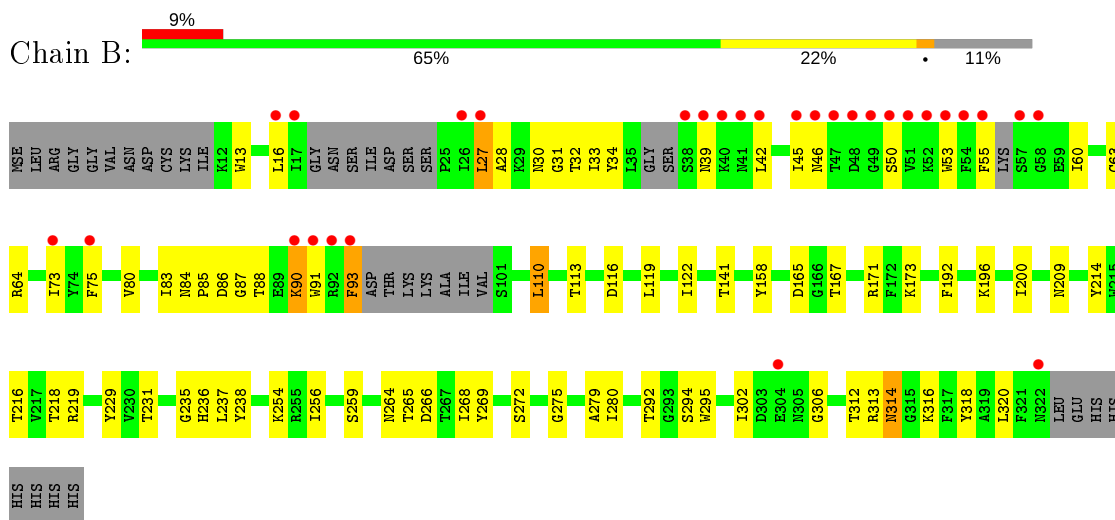 9%
Chain B:
65% 22% • 11%
MSE LEU ARG GLY GLY VAL ASN ASP CYS LYS ILE K12 W13 L16 I17 GLY ASN SER ILE ASP SER SER P25 I26 L27 A28 K29 N30 G31 T32 I33 Y34 L35 GLY SER S38 N39 K40 N41 L42 I45 N46 T47 D48 G49 S50 V51 K52 W53 F54 F55 LYS S57 G58 E59 I60
R64 I73 Y74 F75 V80 I83 N84 P85 D86 G87 T88 E89 K90 W91 R92 F93 ASP THR LYS LYS ALA ILE VAL S101 L110 T113 D116 L119 I122 T141 Y158 D165 G166 T167 R171 F172 K173 F192 K196 I200 N209 Y214
T216 V217 T218 R219 Y229 V230 T231 G235 H236 L237 Y238 K254 R255 I256 S259 N264 T265 D266 T267 I268 Y269 S272 G275 A279 I280 T292 G293 S294 W295 I302 D303 E304 N305 G306 T312 R313 N314 G315 K316 F317 Y318 A319 L320 F321 N322 LEU GLU HIS HIS
HIS HIS HIS HIS